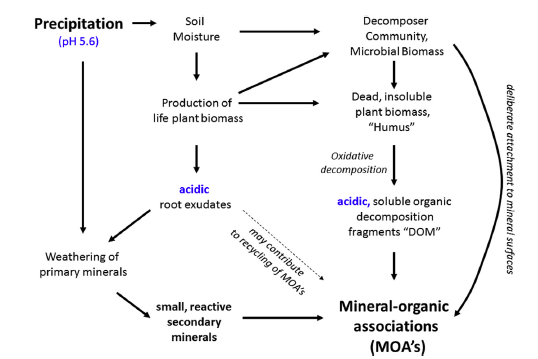 Precipitation
(pH 5.6)
Soil
Moisture
Decomposer
Community,
Microbial Biomass
Production of
life plant biomass
Dead, insoluble
plant biomass,
“Humus”
Oxidative
decomposition
deliberate attachment to mineral surfaces
acidic
root exudates
acidic, soluble organic
decomposition
fragments “DOM”
may contribute
to recycling of MOA’s
Weathering of
primary minerals
small, reactive
secondary
minerals
Mineral-organic
associations
(MOA’s)